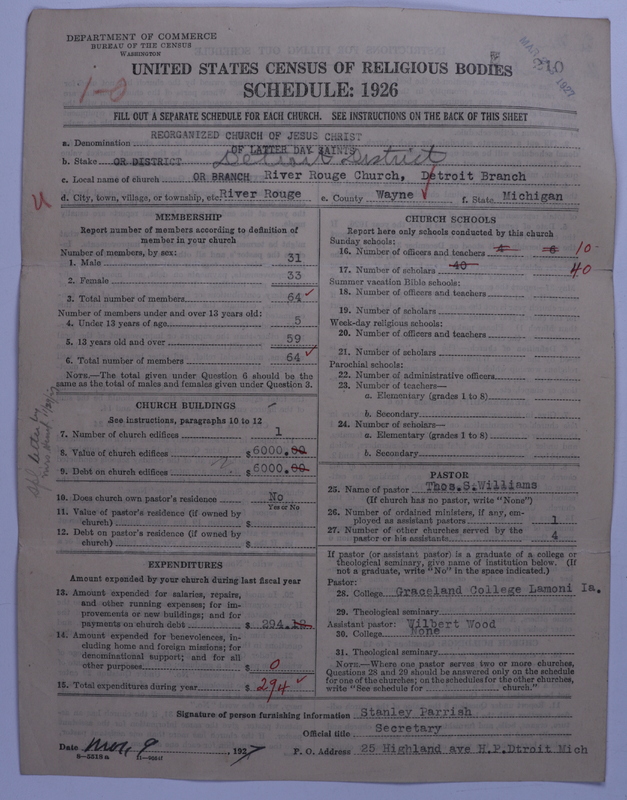 DEPARTMENT OF COMMERCE
BUREAU OF THE CENSUS
WASHINGTON
210
UNITED STATES CENSUS OF RELIGIOUS BODIES
SCHEDULE: 1926
1-0
FILL OUT A SEPARATE SCHEDULE FOR EACH CHURCH. SEE INSTRUCTIONS ON THE BACK OF THIS SHEET
REORGANIZED CHURCH OF JESUS CHRIST
a. Denomination OF LATTER DAY SAINTS
b. Stake OR DISTRICT Detroit District
c. Local name of church OR BRANCH River Rouge Church, Detroit Branch
d. City, town, village, or township, etc. River Rouge e. County Wayne f. State Michigan
MEMBERSHIP
Report number of members according to definition of member in your church
Number of members, by sex:
1. Male 31
2. Female 33
3. Total number of members 64
Number of members under and over 13 years old:
4. Under 13 years of age 5
5. 13 years old and over 59
6. Total number of members 64
NOTE.—The total given under Question 6 should be the
same as the total of males and females given under Question 3.
CHURCH BUILDINGS
See instructions, paragraphs 10 to 12
7. Number of church edifices 1
8. Value of church edifices $ 6000.00
9. Debt on church edifices $ 6000.00
10. Does church own pastor's residence No
Yes or No
11. Value of pastor's residence (if owned by
church) $
12. Debt on pastor's residence (if owned by
church) $
EXPENDITURES
Amount expended by your church during last fiscal year
13. Amount expended for salaries, repairs,
and other running expenses; for im-
provements or new buildings; and for
payments on church debt $ 294.12
14. Amount expended for benevolences, in-
cluding home and foreign missions; for
denominational support; and for all
other purposes $ 0
15. Total expenditures during year $ 294
CHURCH SCHOOLS
Report here only schools conducted by this church
Sunday schools:
16. Number of officers and teachers 10
17. Number of scholars 40 40
Summer vacation Bible schools:
18. Number of officers and teachers
19. Number of scholars
Week-day religious schools:
20. Number of officers and teachers
21. Number of scholars
Parochial schools:
22. Number of administrative officers
23. Number of teachers—
a. Elementary (grades 1 to 8)
b. Secondary
24. Number of scholars—
a. Elementary (grades 1 to 8)
b. Secondary
PASTOR
25. Name of pastor Thos.S.Williams
(If church has no pastor, write "None")
26. Number of ordained ministers, if any, em-
ployed as assistant pastors 1
27. Number of other churches served by the
pastor or his assistants 4
If pastor (or assistant pastor) is a graduate of a college or
theological seminary, give name of institution below. (If
not a graduate, write "No" in the space indicated.)
Pastor:
28. College Graceland College Lamoni Ia.
29. Theological seminary
Assistant pastor: Wilbert Wood
30. College None
31. Theological seminary
NOTE.—Where one pastor serves two or more churches,
Questions 28 and 29 should be answered only on the schedule
for one of the churches; on the schedules for the other churches,
write "See schedule for church."
Signature of person furnishing information Stanley Parrish
Official title Secretary
Date Mch 9, 1927 P. O. Address 25 Highland ave H.P.Dtroit Mich
8—5518a 11—